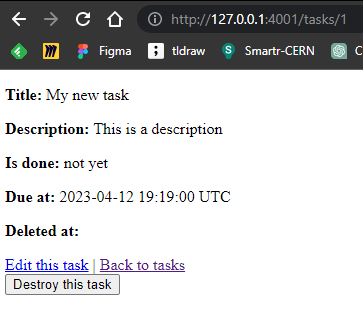 http://127.0.0.1:4001/tasks/1
Figma tldraw Smartr-CERN
Title: My new task
Description: This is a description
Is done: not yet
Due at: 2023-04-12 19:19:00 UTC
Deleted at:
Edit this task | Back to tasks
Destroy this task